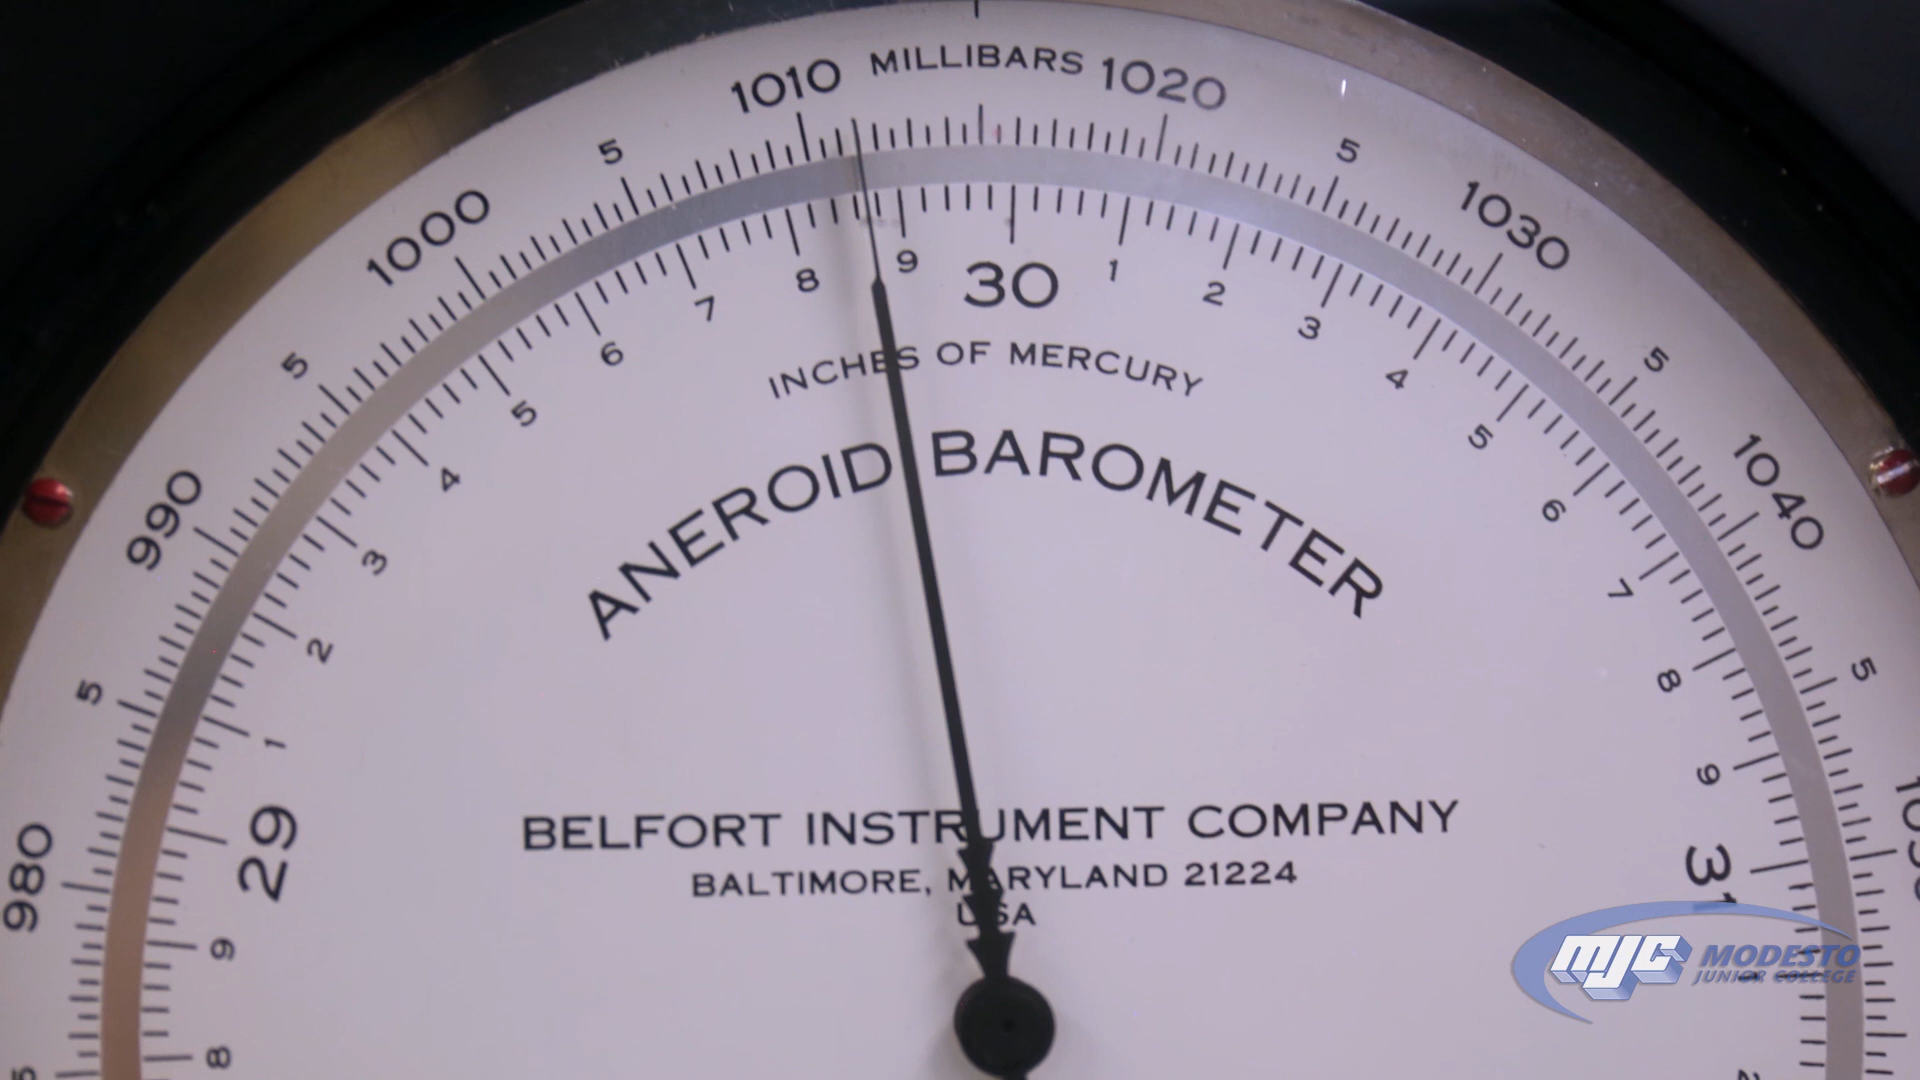 MILLIBARS
980 5 990 5 1000 5 1010 1020 5 1030 5 1040 5
8 9 29 1 2 3 4 5 6 7 8 9 30 1 2 3 4 5 6 7 8 9 31
INCHES OF MERCURY
ANEROID BAROMETER
BELFORT INSTRUMENT COMPANY
BALTIMORE, MARYLAND 21224
USA
MJC MODESTO
JUNIOR COLLEGE